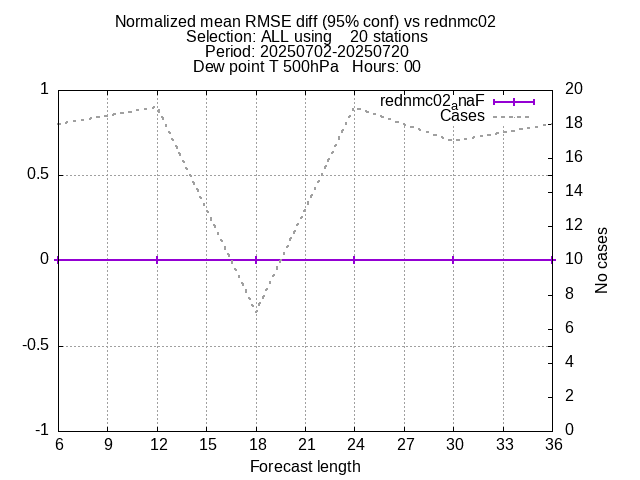 Normalized mean RMSE diff (95% conf) vs rednmc02
Selection: ALL using    20 stations
Period: 20250702-20250720
Dew point T 500hPa   Hours: 00
rednmc02anaF
Cases
1
0.5
0
-0.5
-1
20
18
16
14
12
10
8
6
4
2
0
No cases
6 9 12 15 18 21 24 27 30 33 36
Forecast length